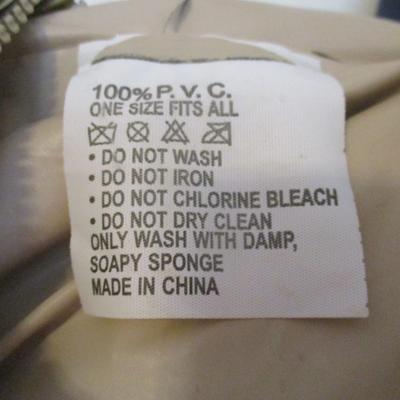 100% P. V. C.
ONE SIZE FITS ALL
• DO NOT WASH
• DO NOT IRON
• DO NOT CHLORINE BLEACH
• DO NOT DRY CLEAN
ONLY WASH WITH DAMP,
SOAPY SPONGE
MADE IN CHINA